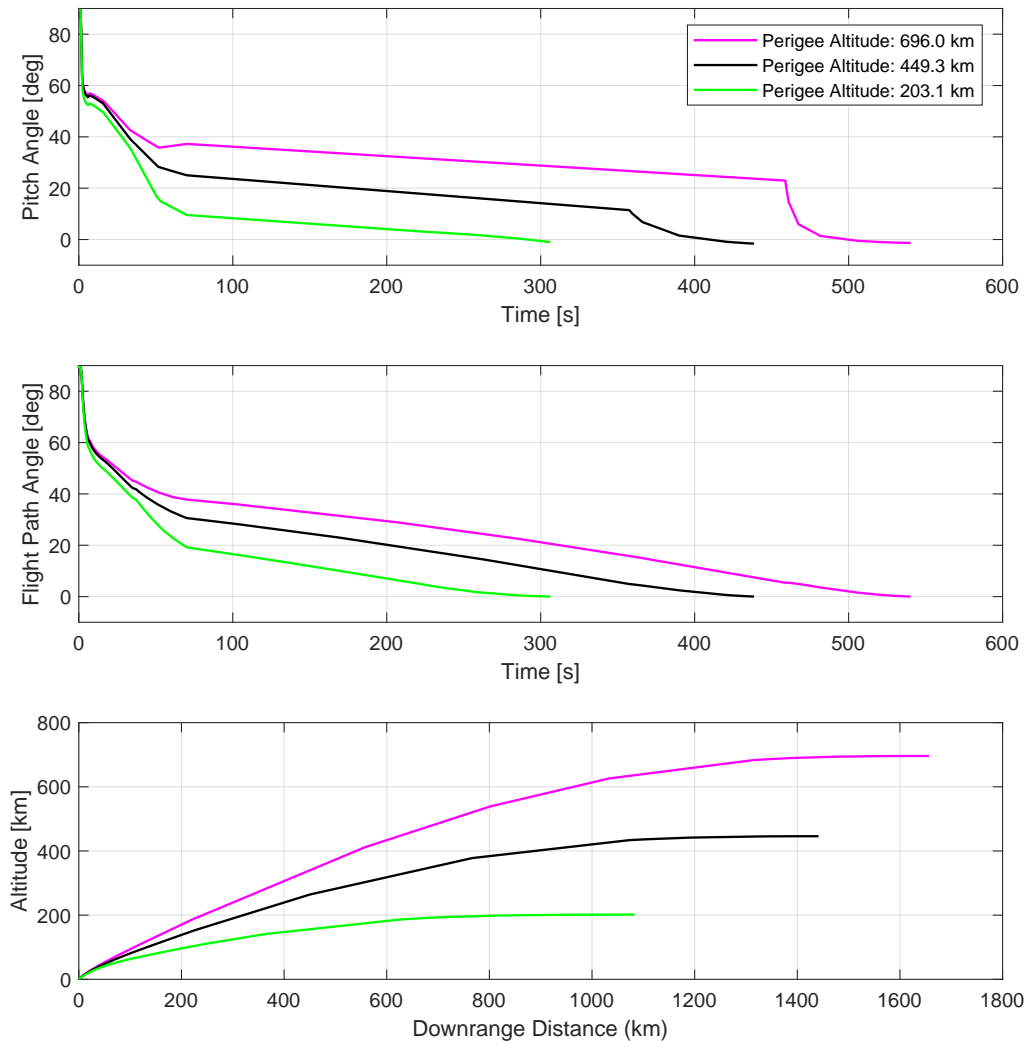 80
60
40
20
0
Pitch Angle [deg]
Perigee Altitude: 696.0 km
Perigee Altitude: 449.3 km
Perigee Altitude: 203.1 km
0 100 200 300 400 500 600
Time [s]
80
60
40
20
0
Flight Path Angle [deg]
0 100 200 300 400 500 600
Time [s]
800
600
400
200
0
Altitude [km]
0 200 400 600 800 1000 1200 1400 1600 1800
Downrange Distance (km)